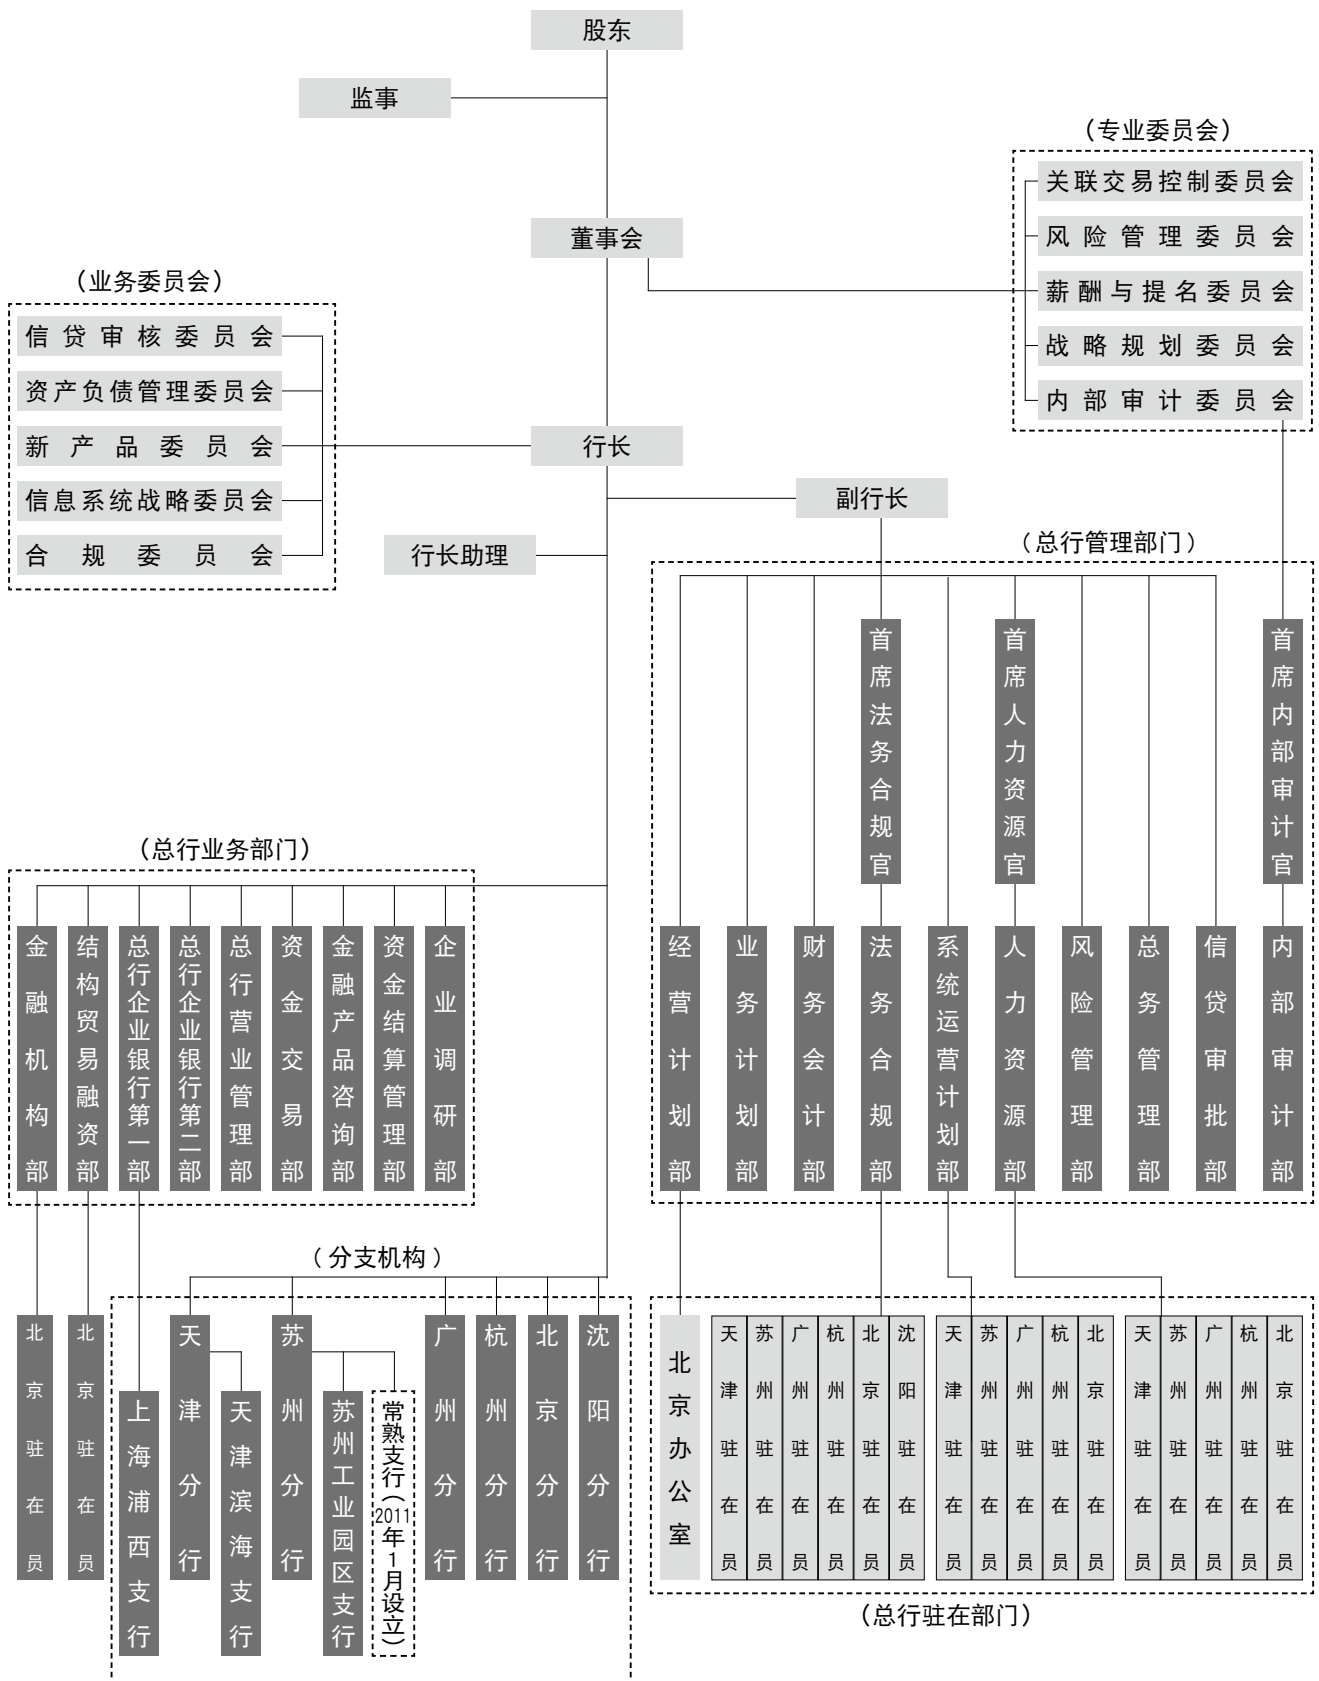 股东
监事
（专业委员会）
关联交易控制委员会
风险管理委员会
董事会
（业务委员会）
薪酬与提名委员会
信贷审核委员会
战略规划委员会
资产负债管理委员会
内部审计委员会
新产品委员会
行长
信息系统战略委员会
副行长
合规委员会
行长助理
（总行管理部门）
首席法务合规官
首席人力资源官
首席内部审计官
（总行业务部门）
金融机构部
结构贸易融资部
总行企业银行第一部
总行企业银行第二部
总行营业管理部
资金交易部
金融产品咨询部
资金结算管理部
企业调研部
经营计划部
业务计划部
财务会计部
法务合规部
系统运营计划部
人力资源部
风险管理部
总务管理部
信贷审批部
内部审计部
（分支机构）
北京驻在员
北京驻在员
上海浦西支行
天津分行
天津滨海支行
苏州分行
苏州工业园区支行
常熟支行（2011年1月设立）
广州分行
杭州分行
北京分行
沈阳分行
北京办公室
天津驻在员
苏州驻在员
广州驻在员
杭州驻在员
北京驻在员
沈阳驻在员
天津驻在员
苏州驻在员
广州驻在员
杭州驻在员
北京驻在员
天津驻在员
苏州驻在员
广州驻在员
杭州驻在员
北京驻在员
（总行驻在部门）